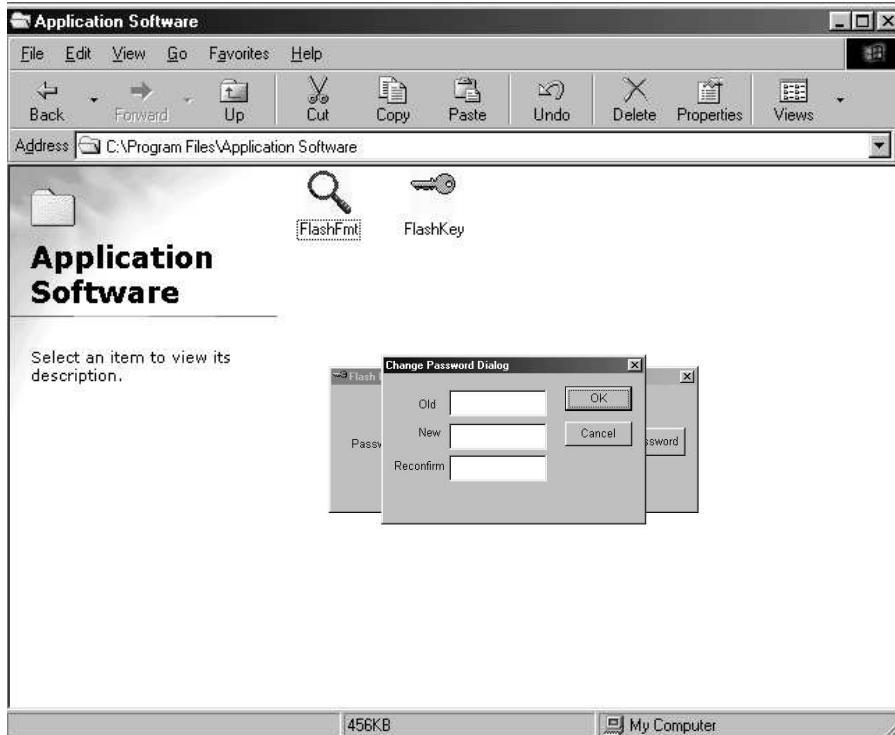 Application Software
File Edit View Go Favorites Help
Back Forward Up Cut Copy Paste Undo Delete Properties Views
Address C:\Program Files\Application Software
FlashFmt FlashKey
Application
Software
Select an item to view its
description.
Flash
Change Password Dialog
Old OK
New Cancel
Reconfirm
456KB My Computer